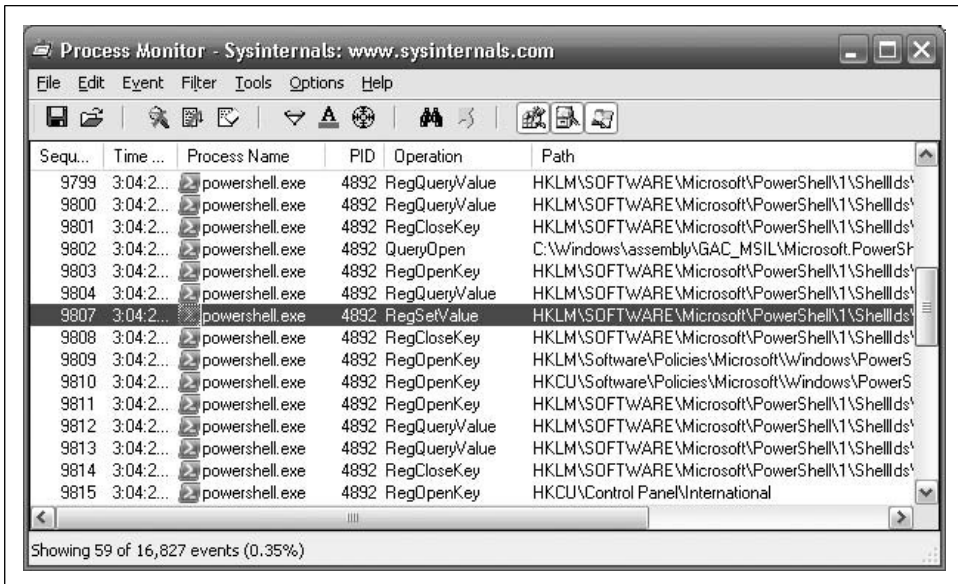 Process Monitor - Sysinternals: www.sysinternals.com
File Edit Event Filter Tools Options Help
Sequ... Time ... Process Name PID Operation Path
9799 3:04:2... powershell.exe 4892 RegQueryValue HKLM\SOFTWARE\Microsoft\PowerShell\1\ShellIds\
9800 3:04:2... powershell.exe 4892 RegQueryValue HKLM\SOFTWARE\Microsoft\PowerShell\1\ShellIds\
9801 3:04:2... powershell.exe 4892 RegCloseKey HKLM\SOFTWARE\Microsoft\PowerShell\1\ShellIds\
9802 3:04:2... powershell.exe 4892 QueryOpen C:\Windows\assembly\GAC_MSIL\Microsoft.PowerSh
9803 3:04:2... powershell.exe 4892 RegOpenKey HKLM\SOFTWARE\Microsoft\PowerShell\1\ShellIds\
9804 3:04:2... powershell.exe 4892 RegQueryValue HKLM\SOFTWARE\Microsoft\PowerShell\1\ShellIds\
9807 3:04:2... powershell.exe 4892 RegSetValue HKLM\SOFTWARE\Microsoft\PowerShell\1\ShellIds\
9808 3:04:2... powershell.exe 4892 RegCloseKey HKLM\SOFTWARE\Microsoft\PowerShell\1\ShellIds\
9809 3:04:2... powershell.exe 4892 RegOpenKey HKLM\Software\Policies\Microsoft\Windows\PowerS
9810 3:04:2... powershell.exe 4892 RegOpenKey HKCU\Software\Policies\Microsoft\Windows\PowerS
9811 3:04:2... powershell.exe 4892 RegOpenKey HKLM\SOFTWARE\Microsoft\PowerShell\1\ShellIds\
9812 3:04:2... powershell.exe 4892 RegQueryValue HKLM\SOFTWARE\Microsoft\PowerShell\1\ShellIds\
9813 3:04:2... powershell.exe 4892 RegQueryValue HKLM\SOFTWARE\Microsoft\PowerShell\1\ShellIds\
9814 3:04:2... powershell.exe 4892 RegCloseKey HKLM\SOFTWARE\Microsoft\PowerShell\1\ShellIds\
9815 3:04:2... powershell.exe 4892 RegOpenKey HKCU\Control Panel\International
Showing 59 of 16,827 events (0.35%)